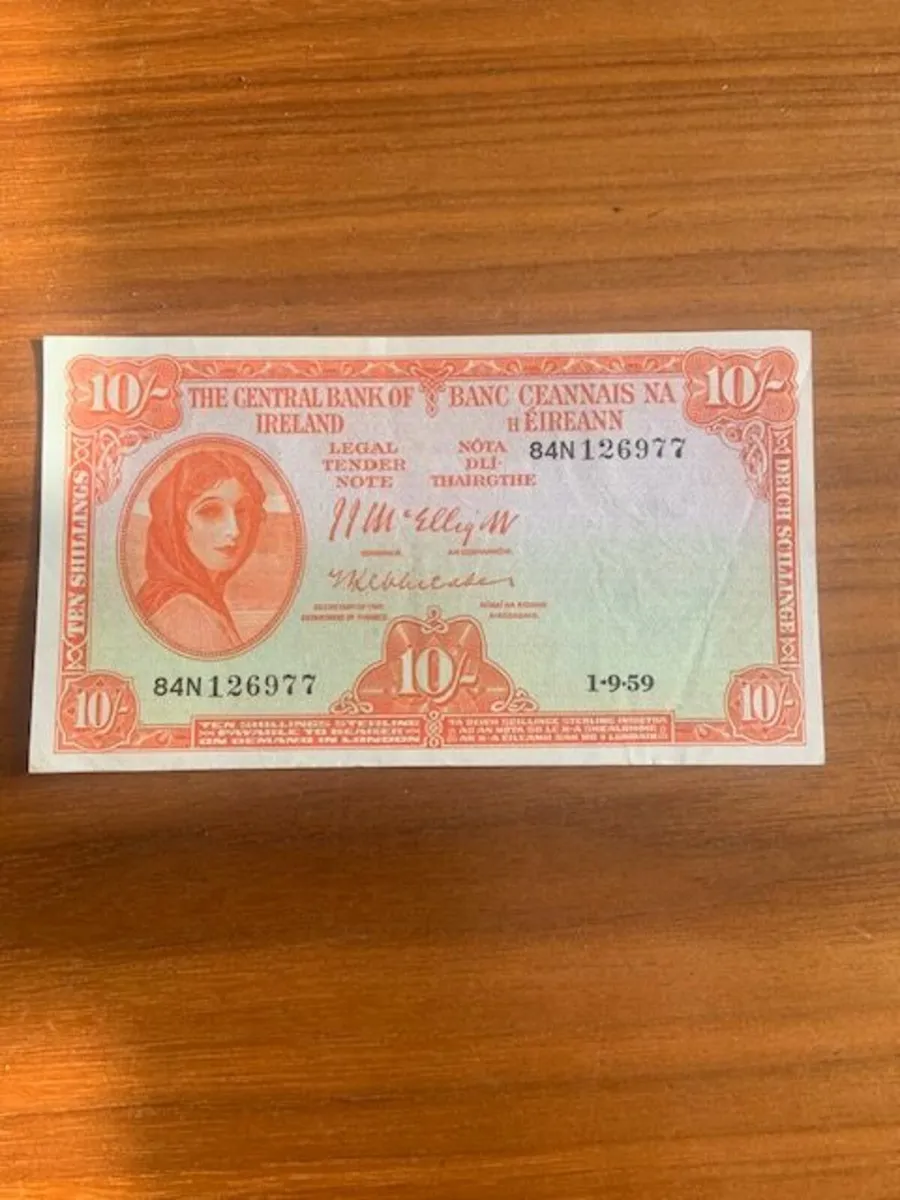 10/-
10/-
THE CENTRAL BANK OF IRELAND
BANC CEANNAIS NA hÉIREANN
LEGAL TENDER NOTE
NÓTA DLÍ-THAIRGTHE
84N 126977
TEN SHILLINGS
DEICH SCILLINGE
J J McElligott
84N 126977
10/-
1·9·59
10/-
10/-
TEN SHILLINGS STERLING
PAYABLE TO BEARER
ON DEMAND IN LONDON